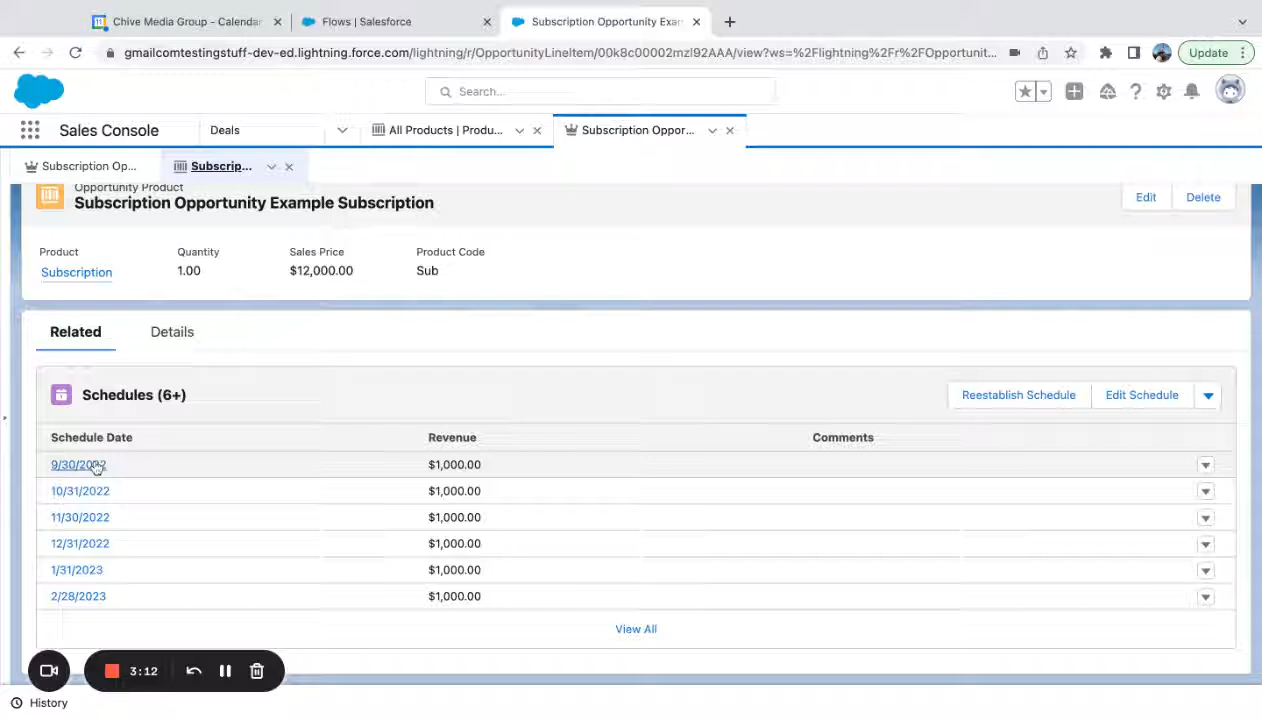 Chive Media Group - Calendar
Flows | Salesforce
Subscription Opportunity Exam
gmailcomtestingstuff-dev-ed.lightning.force.com/lightning/r/OpportunityLineItem/00k8c00002mzl92AAA/view?ws=%2Flightning%2Fr%2FOpportunit...
Update
Search...
Sales Console
Deals
All Products | Produ...
Subscription Oppor...
Subscription Op...
Subscrip...
Opportunity Product
Subscription Opportunity Example Subscription
Edit
Delete
Product Quantity Sales Price Product Code
Subscription 1.00 $12,000.00 Sub
Related
Details
Schedules (6+)
Reestablish Schedule
Edit Schedule
Schedule Date Revenue Comments
9/30/2022 $1,000.00
10/31/2022 $1,000.00
11/30/2022 $1,000.00
12/31/2022 $1,000.00
1/31/2023 $1,000.00
2/28/2023 $1,000.00
View All
3:12
History